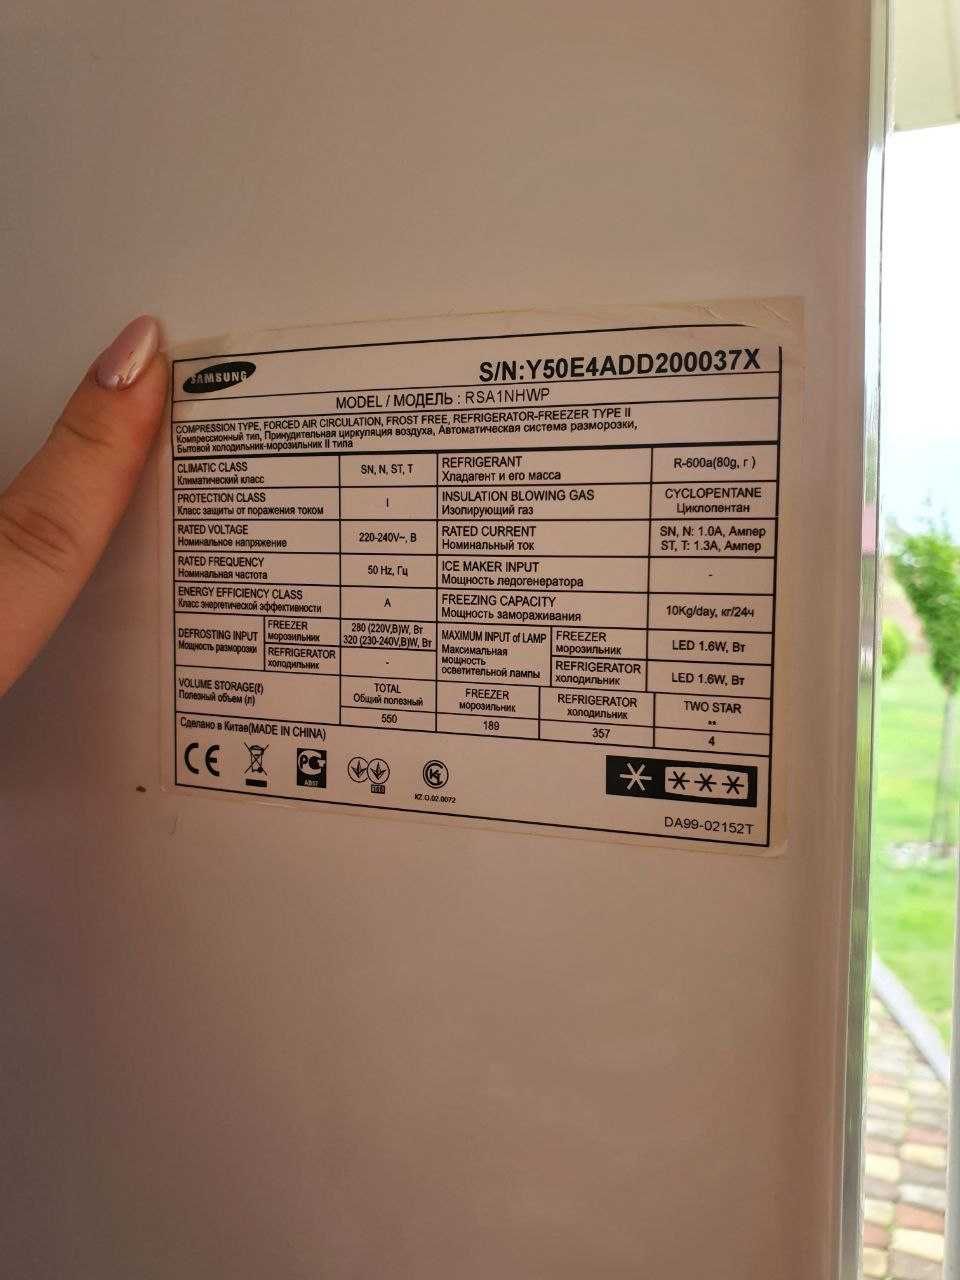 SAMSUNG
S/N:Y50E4ADD200037X
MODEL / МОДЕЛЬ : RSA1NHWP
COMPRESSION TYPE, FORCED AIR CIRCULATION, FROST FREE, REFRIGERATOR-FREEZER TYPE II
Компрессионный тип, Принудительная циркуляция воздуха, Автоматическая система разморозки,
Бытовой холодильник-морозильник II типа
CLIMATIC CLASS
Климатический класс
SN, N, ST, T
REFRIGERANT
Хладагент и его масса
R-600a(80g, г )
PROTECTION CLASS
Класс защиты от поражения током
I
INSULATION BLOWING GAS
Изолирующий газ
CYCLOPENTANE
Циклопентан
RATED VOLTAGE
Номинальное напряжение
220-240V~, В
RATED CURRENT
Номинальный ток
SN, N: 1.0A, Ампер
ST, T: 1.3A, Ампер
RATED FREQUENCY
Номинальная частота
50 Hz, Гц
ICE MAKER INPUT
Мощность ледогенератора
-
ENERGY EFFICIENCY CLASS
Класс энергетической эффективности
A
FREEZING CAPACITY
Мощность замораживания
10Kg/day, кг/24ч
DEFROSTING INPUT
Мощность разморозки
FREEZER
морозильник
280 (220V,В)W, Вт
320 (230-240V,В)W, Вт
REFRIGERATOR
холодильник
-
MAXIMUM INPUT of LAMP
Максимальная
мощность
осветительной лампы
FREEZER
морозильник
LED 1.6W, Вт
REFRIGERATOR
холодильник
LED 1.6W, Вт
VOLUME STORAGE(ℓ)
Полезный объем (л)
TOTAL
Общий полезный
FREEZER
морозильник
REFRIGERATOR
холодильник
TWO STAR
**
550
189
357
4
Сделано в Китае(MADE IN CHINA)
CE
PG
АВ57
KZ.O.02.0072
DA99-02152T